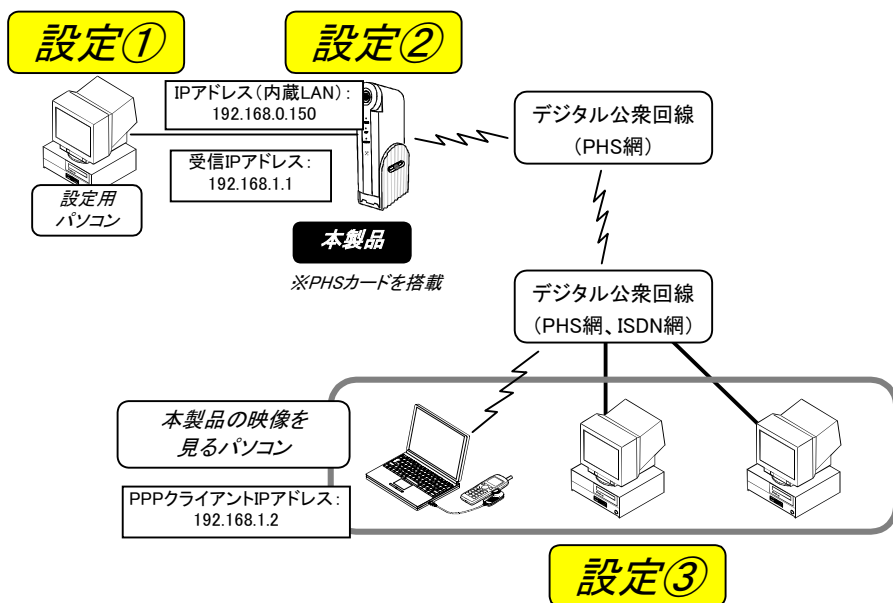 設定①
設定②
IPアドレス（内蔵LAN）：
192.168.0.150
受信IPアドレス：
192.168.1.1
設定用
パソコン
本製品
※PHSカードを搭載
デジタル公衆回線
（PHS網）
デジタル公衆回線
（PHS網、ISDN網）
本製品の映像を
見るパソコン
PPPクライアントIPアドレス：
192.168.1.2
設定③